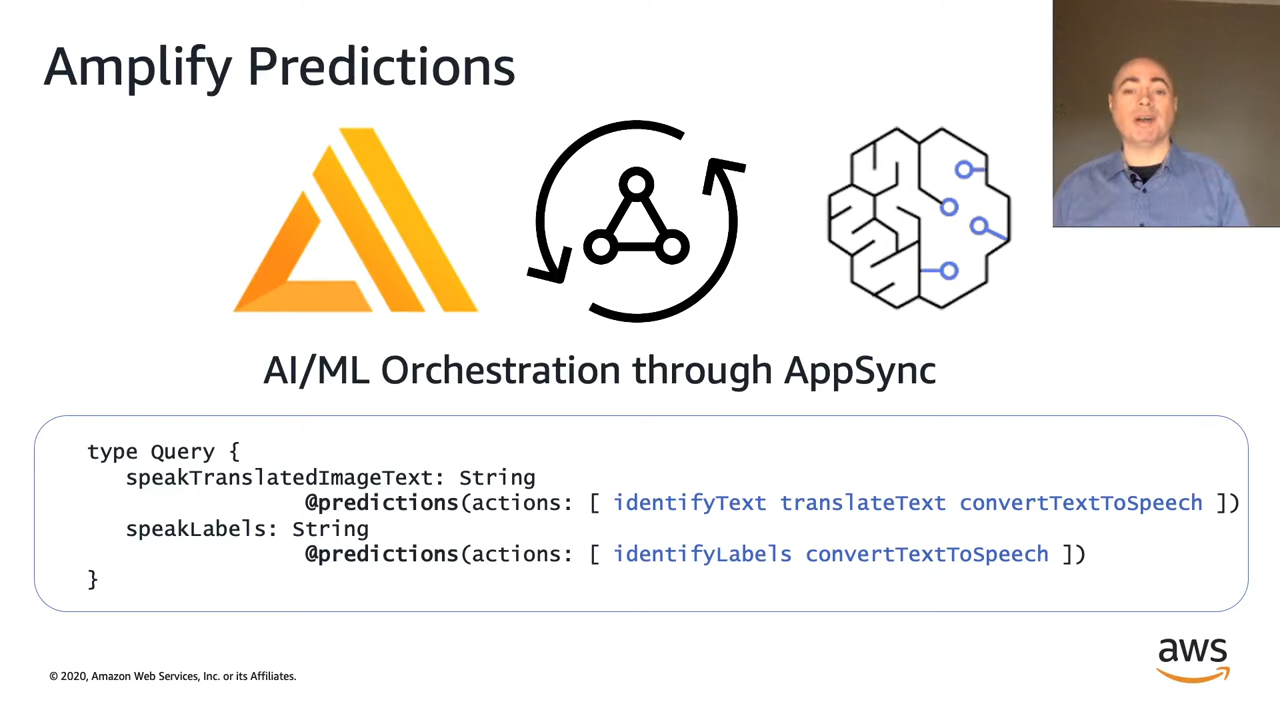 Amplify Predictions
AI/ML Orchestration through AppSync
type Query {
speakTranslatedImageText: String
@predictions(actions: [ identifyText translateText convertTextToSpeech ])
speakLabels: String
@predictions(actions: [ identifyLabels convertTextToSpeech ])
}
© 2020, Amazon Web Services, Inc. or its Affiliates.
aws